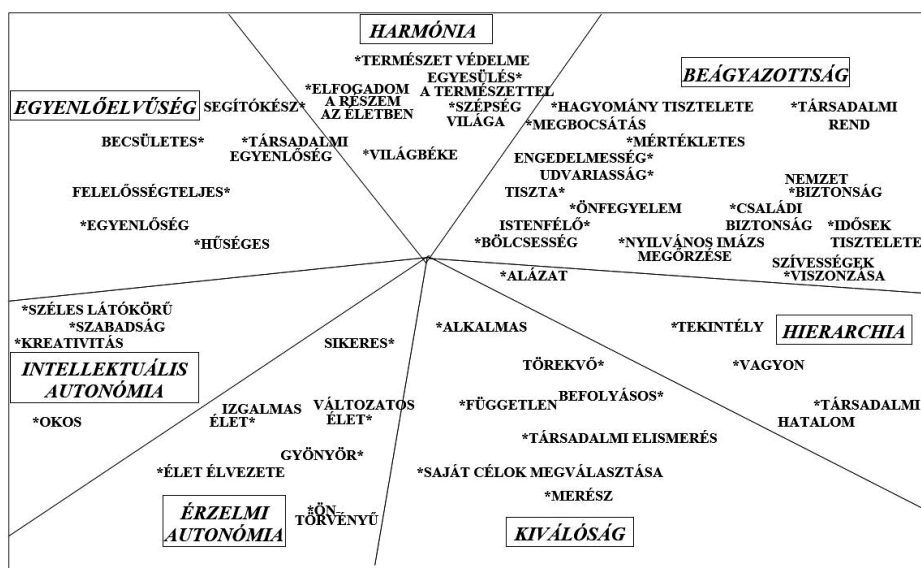 HARMÓNIA
*TERMÉSZET VÉDELME
EGYESÜLÉS*
A TERMÉSZETTEL
*ELFOGADOM
A RÉSZEM
AZ ÉLETBEN
*SZÉPSÉG
VILÁGA
*VILÁGBÉKE
EGYENLŐELVŰSÉG
SEGÍTŐKÉSZ*
BECSÜLETES*
*TÁRSADALMI
EGYENLŐSÉG
FELELŐSSÉGTELJES*
*EGYENLŐSÉG
*HŰSÉGES
BEÁGYAZOTTSÁG
*HAGYOMÁNY TISZTELETE
*TÁRSADALMI
REND
*MEGBOCSÁTÁS
*MÉRTÉKLETES
ENGEDELMESSÉG*
UDVARIASSÁG*
TISZTA*
NEMZET
*BIZTONSÁG
*ÖNFEGYELEM
*CSALÁDI
BIZTONSÁG
ISTENFÉLŐ*
*IDŐSEK
TISZTELETE
*BÖLCSESSÉG
*NYILVÁNOS IMÁZS
MEGŐRZÉSE
SZÍVESSÉGEK
*VISZONZÁSA
*ALÁZAT
*SZÉLES LÁTÓKÖRŰ
*SZABADSÁG
*KREATIVITÁS
INTELLEKTUÁLIS
AUTONÓMIA
*OKOS
SIKERES*
IZGALMAS
ÉLET*
VÁLTOZATOS
ÉLET*
GYÖNYÖR*
*ÉLET ÉLVEZETE
*ÖN–
TÖRVÉNYŰ
ÉRZELMI
AUTONÓMIA
*ALKALMAS
TÖREKVŐ*
*FÜGGETLEN
BEFOLYÁSOS*
*TÁRSADALMI ELISMERÉS
*SAJÁT CÉLOK MEGVÁLASZTÁSA
*MERÉSZ
KIVÁLÓSÁG
*TEKINTÉLY
HIERARCHIA
*VAGYON
*TÁRSADALMI
HATALOM